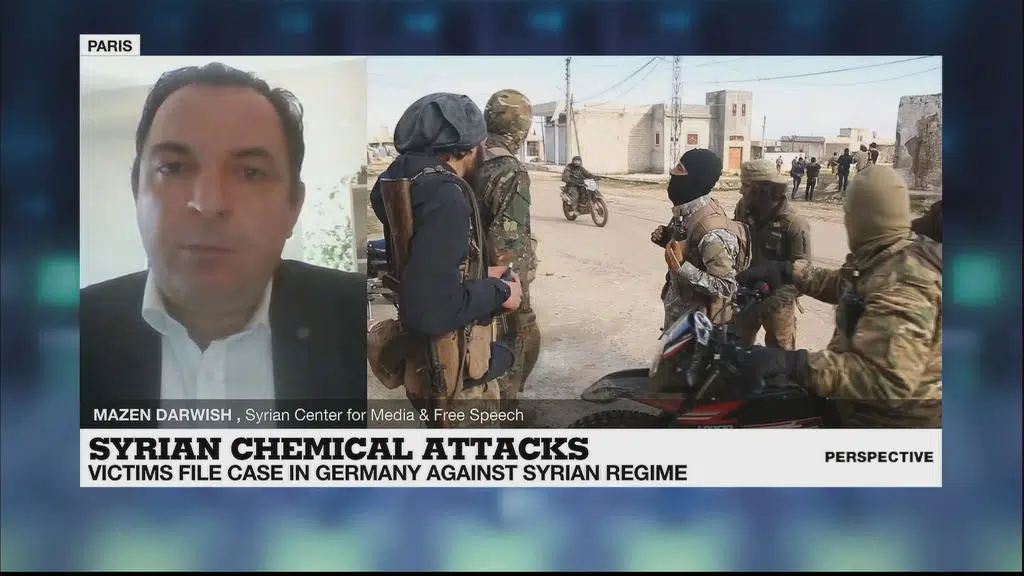 PARIS
MAZEN DARWISH , Syrian Center for Media & Free Speech
SYRIAN CHEMICAL ATTACKS
VICTIMS FILE CASE IN GERMANY AGAINST SYRIAN REGIME
PERSPECTIVE